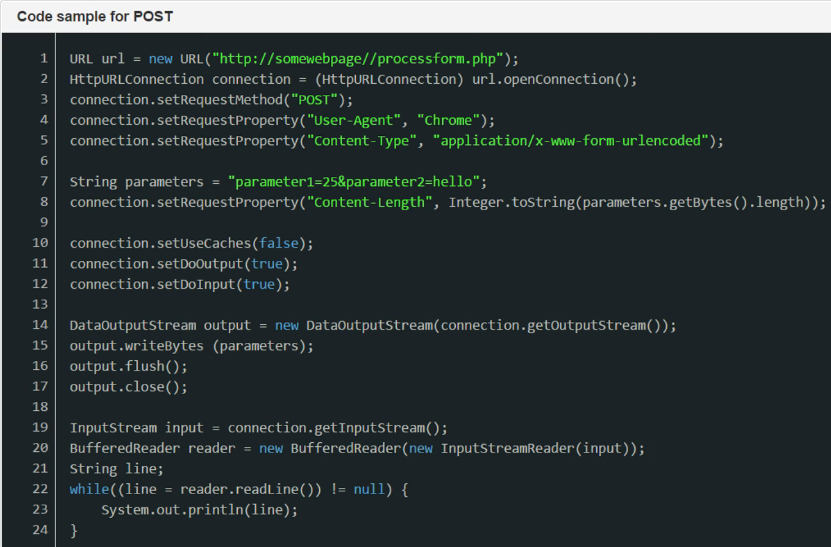 Code sample for POST
1 URL url = new URL("http://somewebpage//processform.php");
2 HttpURLConnection connection = (HttpURLConnection) url.openConnection();
3 connection.setRequestMethod("POST");
4 connection.setRequestProperty("User-Agent", "Chrome");
5 connection.setRequestProperty("Content-Type", "application/x-www-form-urlencoded");
6
7 String parameters = "parameter1=25&parameter2=hello";
8 connection.setRequestProperty("Content-Length", Integer.toString(parameters.getBytes().length));
9
10 connection.setUseCaches(false);
11 connection.setDoOutput(true);
12 connection.setDoInput(true);
13
14 DataOutputStream output = new DataOutputStream(connection.getOutputStream());
15 output.writeBytes (parameters);
16 output.flush();
17 output.close();
18
19 InputStream input = connection.getInputStream();
20 BufferedReader reader = new BufferedReader(new InputStreamReader(input));
21 String line;
22 while((line = reader.readLine()) != null) {
23     System.out.println(line);
24 }